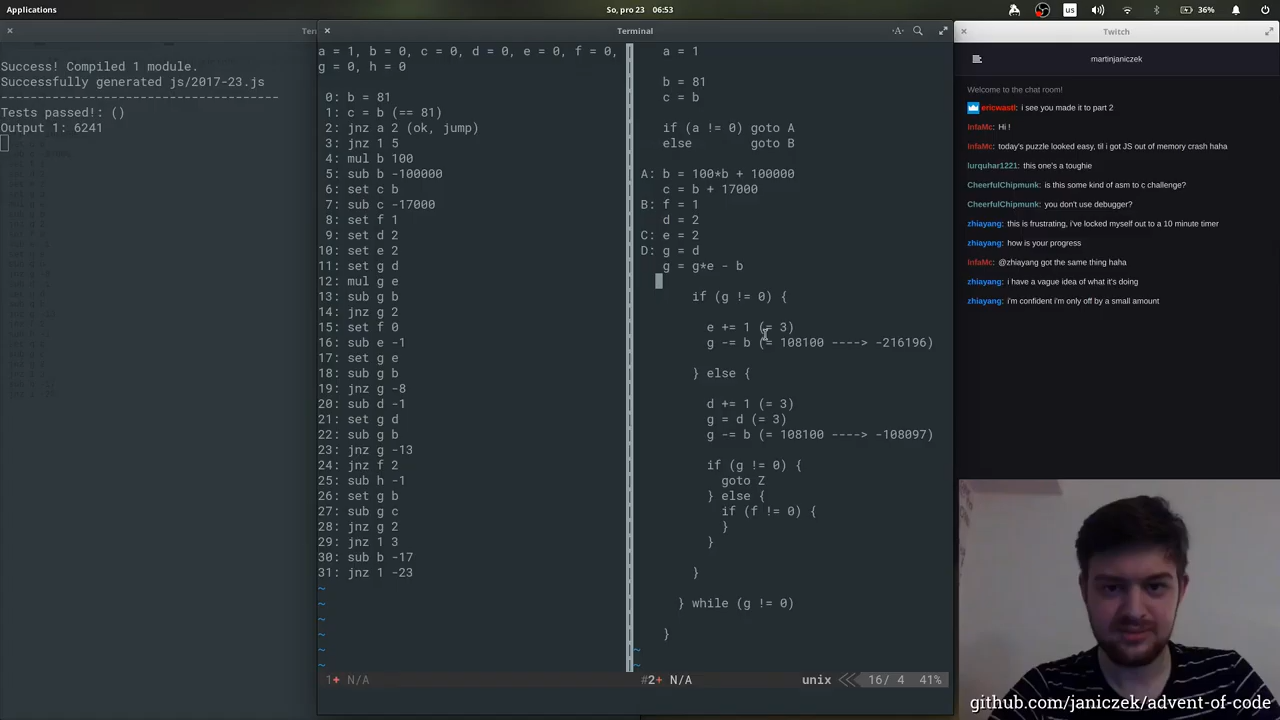 Applications
So, pro 23 06:53
us
36%
Ter
Terminal
-A-
Twitch
Success! Compiled 1 module.
Successfully generated js/2017-23.js
Tests passed!: ()
Output 1: 6241
a = 1, b = 0, c = 0, d = 0, e = 0, f = 0,
g = 0, h = 0
0: b = 81
1: c = b (== 81)
2: jnz a 2 (ok, jump)
3: jnz 1 5
4: mul b 100
5: sub b -100000
6: set c b
7: sub c -17000
8: set f 1
9: set d 2
10: set e 2
11: set g d
12: mul g e
13: sub g b
14: jnz g 2
15: set f 0
16: sub e -1
17: set g e
18: sub g b
19: jnz g -8
20: sub d -1
21: set g d
22: sub g b
23: jnz g -13
24: jnz f 2
25: sub h -1
26: set g b
27: sub g c
28: jnz g 2
29: jnz 1 3
30: sub b -17
31: jnz 1 -23
~
~
~
~
~
~
1+ N/A
a = 1
b = 81
c = b
if (a != 0) goto A
else goto B
A: b = 100*b + 100000
c = b + 17000
B: f = 1
d = 2
C: e = 2
D: g = d
g = g*e - b
if (g != 0) {
e += 1 (= 3)
g -= b (= 108100 ----> -216196)
} else {
d += 1 (= 3)
g = d (= 3)
g -= b (= 108100 ----> -108097)
if (g != 0) {
goto Z
} else {
if (f != 0) {
}
}
}
} while (g != 0)
}
~
~
#2+ N/A
unix
16/ 4 41%
martinjaniczek
Welcome to the chat room!
ericwastl: i see you made it to part 2
InfaMc: Hi !
InfaMc: today's puzzle looked easy, til i got JS out of memory crash haha
lurquhar1221: this one's a toughie
CheerfulChipmunk: is this some kind of asm to c challenge?
CheerfulChipmunk: you don't use debugger?
zhiayang: this is frustrating, i've locked myself out to a 10 minute timer
zhiayang: how is your progress
InfaMc: @zhiayang got the same thing haha
zhiayang: i have a vague idea of what it's doing
zhiayang: i'm confident i'm only off by a small amount
github.com/janiczek/advent-of-code